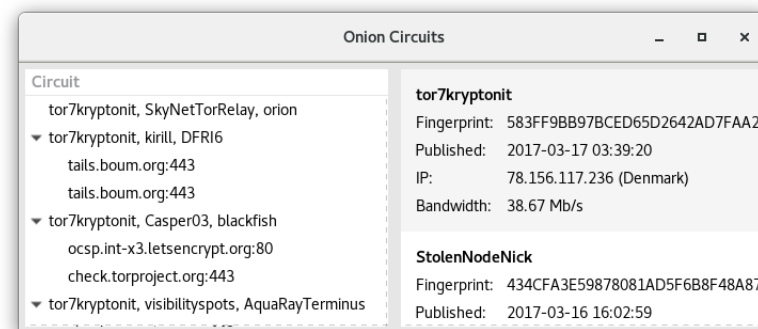 Onion Circuits
Circuit
tor7kryptonit, SkyNetTorRelay, orion
tor7kryptonit, kirill, DFRI6
tails.boum.org:443
tails.boum.org:443
tor7kryptonit, Casper03, blackfish
ocsp.int-x3.letsencrypt.org:80
check.torproject.org:443
tor7kryptonit, visibilityspots, AquaRayTerminus
tor7kryptonit
Fingerprint: 583FF9BB97BCED65D2642AD7FAA2
Published: 2017-03-17 03:39:20
IP: 78.156.117.236 (Denmark)
Bandwidth: 38.67 Mb/s
StolenNodeNick
Fingerprint: 434CFA3E59878081AD5F6B8F48A87
Published: 2017-03-16 16:02:59